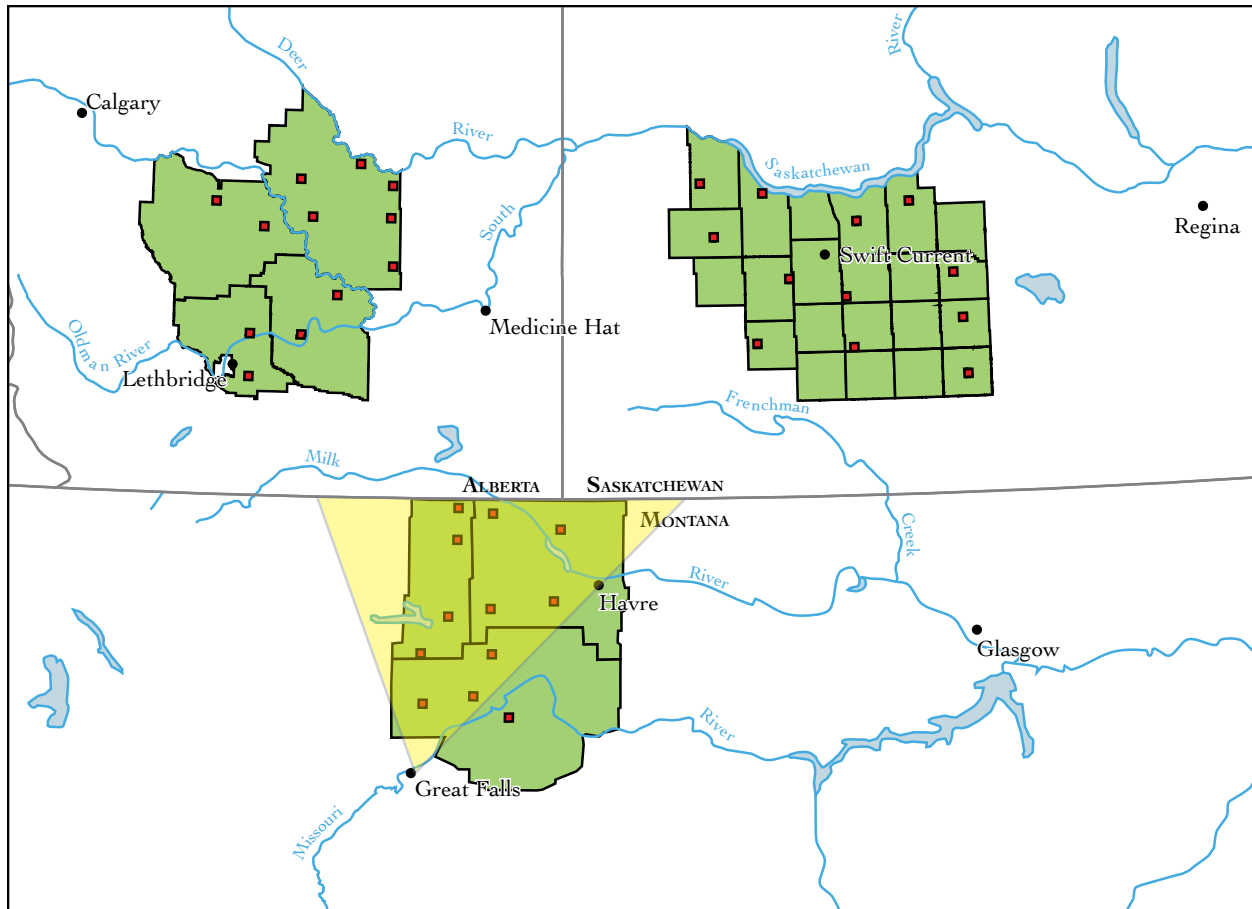 River
Deer
Calgary
River
Saskatchewan
South
Regina
Swift Current
Medicine Hat
Oldman River
Lethbridge
Frenchman
Milk
ALBERTA
SASKATCHEWAN
MONTANA
Creek
River
Havre
Glasgow
River
Great Falls
Missouri